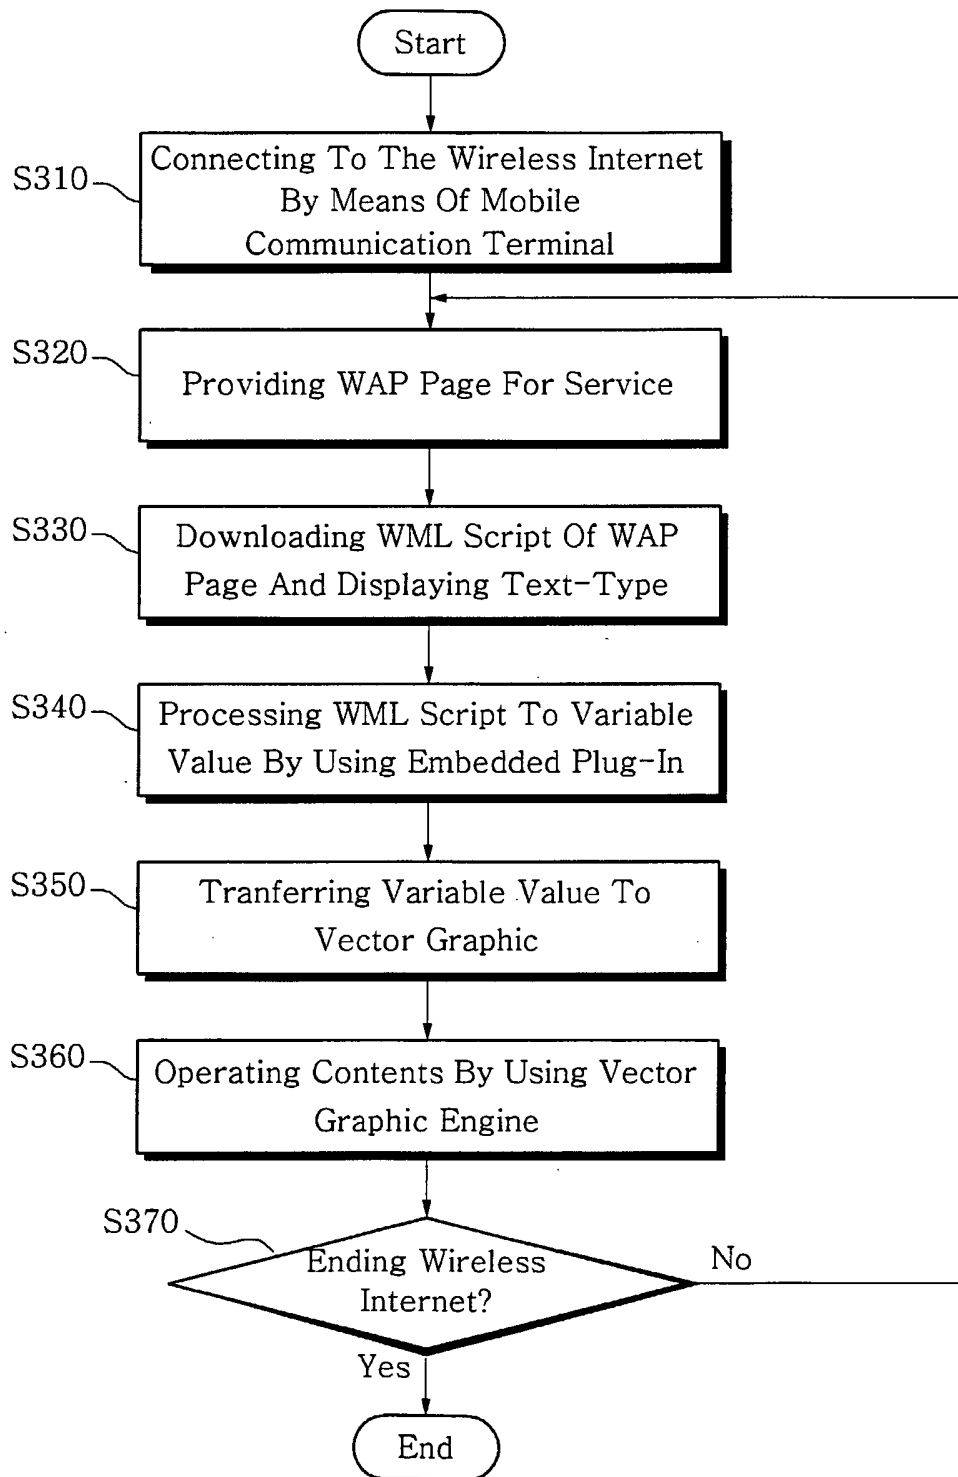 Start
S310
Connecting To The Wireless Internet
By Means Of Mobile
Communication Terminal
S320
Providing WAP Page For Service
S330
Downloading WML Script Of WAP
Page And Displaying Text-Type
S340
Processing WML Script To Variable
Value By Using Embedded Plug-In
S350
Tranferring Variable Value To
Vector Graphic
S360
Operating Contents By Using Vector
Graphic Engine
S370
Ending Wireless
Internet?
No
Yes
End